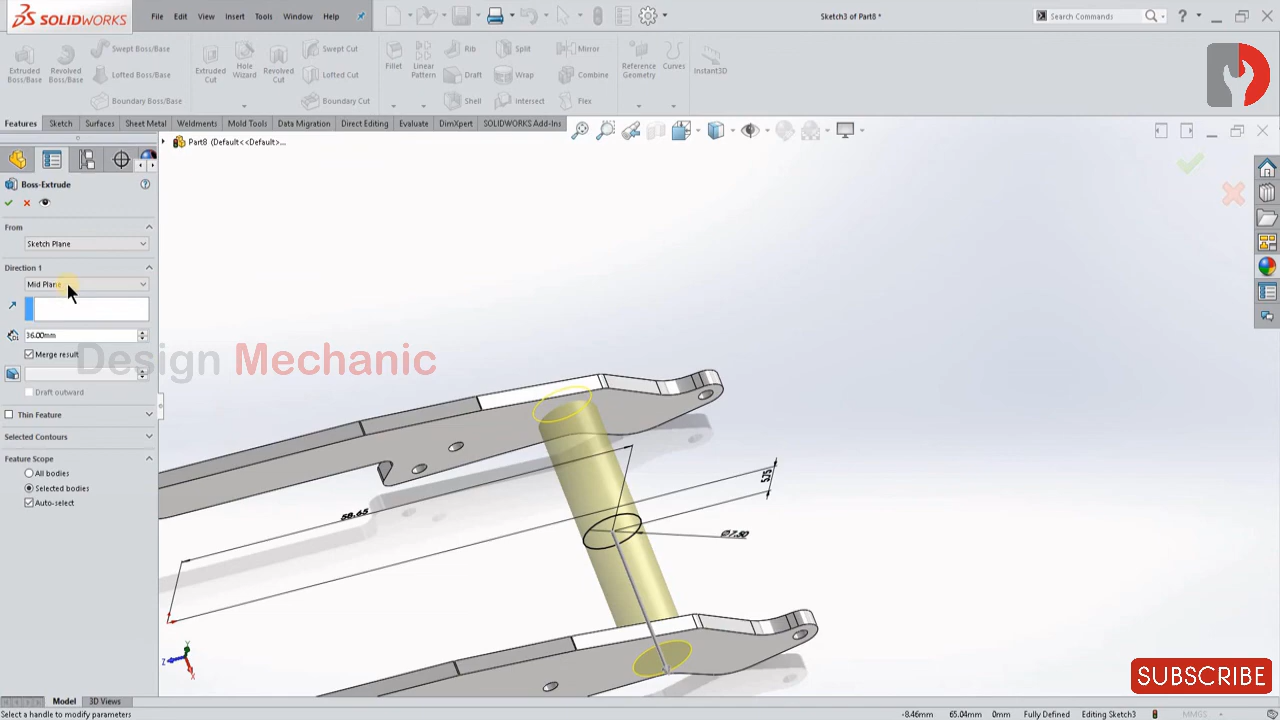 SOLIDWORKS
File Edit View Insert Tools Window Help
Sketch3 of Part8 *
Search Commands
Extruded Boss/Base
Revolved Boss/Base
Swept Boss/Base
Lofted Boss/Base
Boundary Boss/Base
Extruded Cut
Hole Wizard
Revolved Cut
Swept Cut
Lofted Cut
Boundary Cut
Fillet
Linear Pattern
Rib
Draft
Shell
Split
Wrap
Intersect
Mirror
Combine
Flex
Reference Geometry
Curves
Instant3D
Features Sketch Surfaces Sheet Metal Weldments Mold Tools Data Migration Direct Editing Evaluate DimXpert SOLIDWORKS Add-Ins
Part8 (Default<<Default>...
Boss-Extrude
From
Sketch Plane
Direction 1
Mid Plane
36.00mm
Merge result
Draft outward
Thin Feature
Selected Contours
Feature Scope
All bodies
Selected bodies
Auto-select
Design Mechanic
58.65
5.75
Ø7.50
Z
Y
X
SUBSCRIBE
Model 3D Views
Select a handle to modify parameters
-8.46mm 65.04mm 0mm Fully Defined Editing Sketch3 MMGS